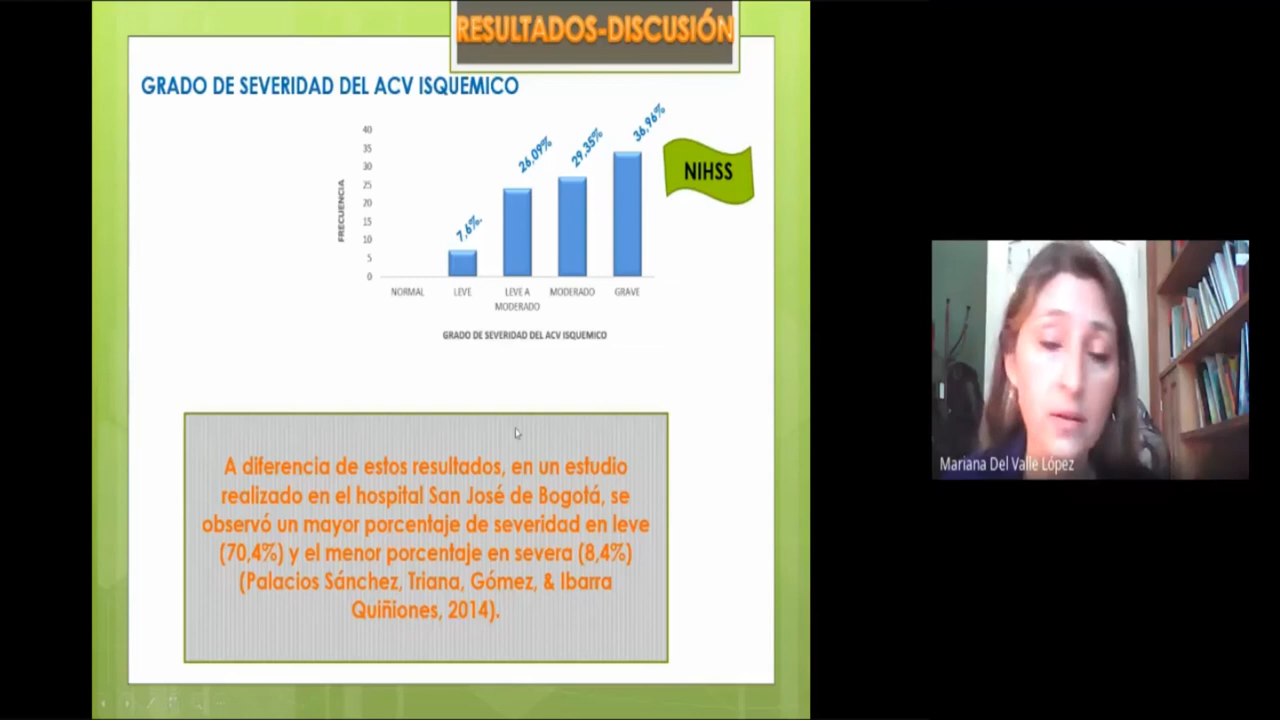 RESULTADOS-DISCUSIÓN
GRADO DE SEVERIDAD DEL ACV ISQUEMICO
40
35
30
25
20
15
10
5
0
FRECUENCIA
7,6%.
26,09%
29,35%
36,96%
NORMAL
LEVE
LEVE A
MODERADO
MODERADO
GRAVE
GRADO DE SEVERIDAD DEL ACV ISQUEMICO
NIHSS
A diferencia de estos resultados, en un estudio
realizado en el hospital San José de Bogotá, se
observó un mayor porcentaje de severidad en leve
(70,4%) y el menor porcentaje en severa (8,4%)
(Palacios Sánchez, Triana, Gómez, & Ibarra
Quiñiones, 2014).
Mariana Del Valle López